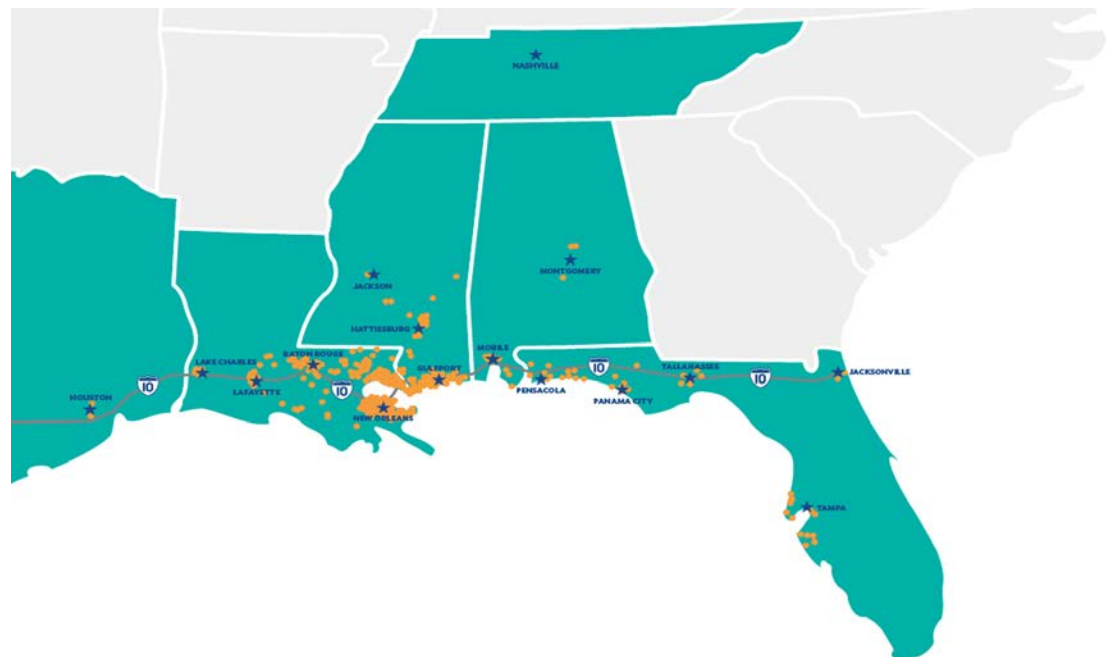 NASHVILLE
MONTGOMERY
JACKSON
HATTIESBURG
MOBILE
BATON ROUGE
LAKE CHARLES
GULFPORT
TALLAHASSEE
10
10
JACKSONVILLE
10
10
LAFAYETTE
PENSACOLA
HOUSTON
PANAMA CITY
NEW ORLEANS
TAMPA